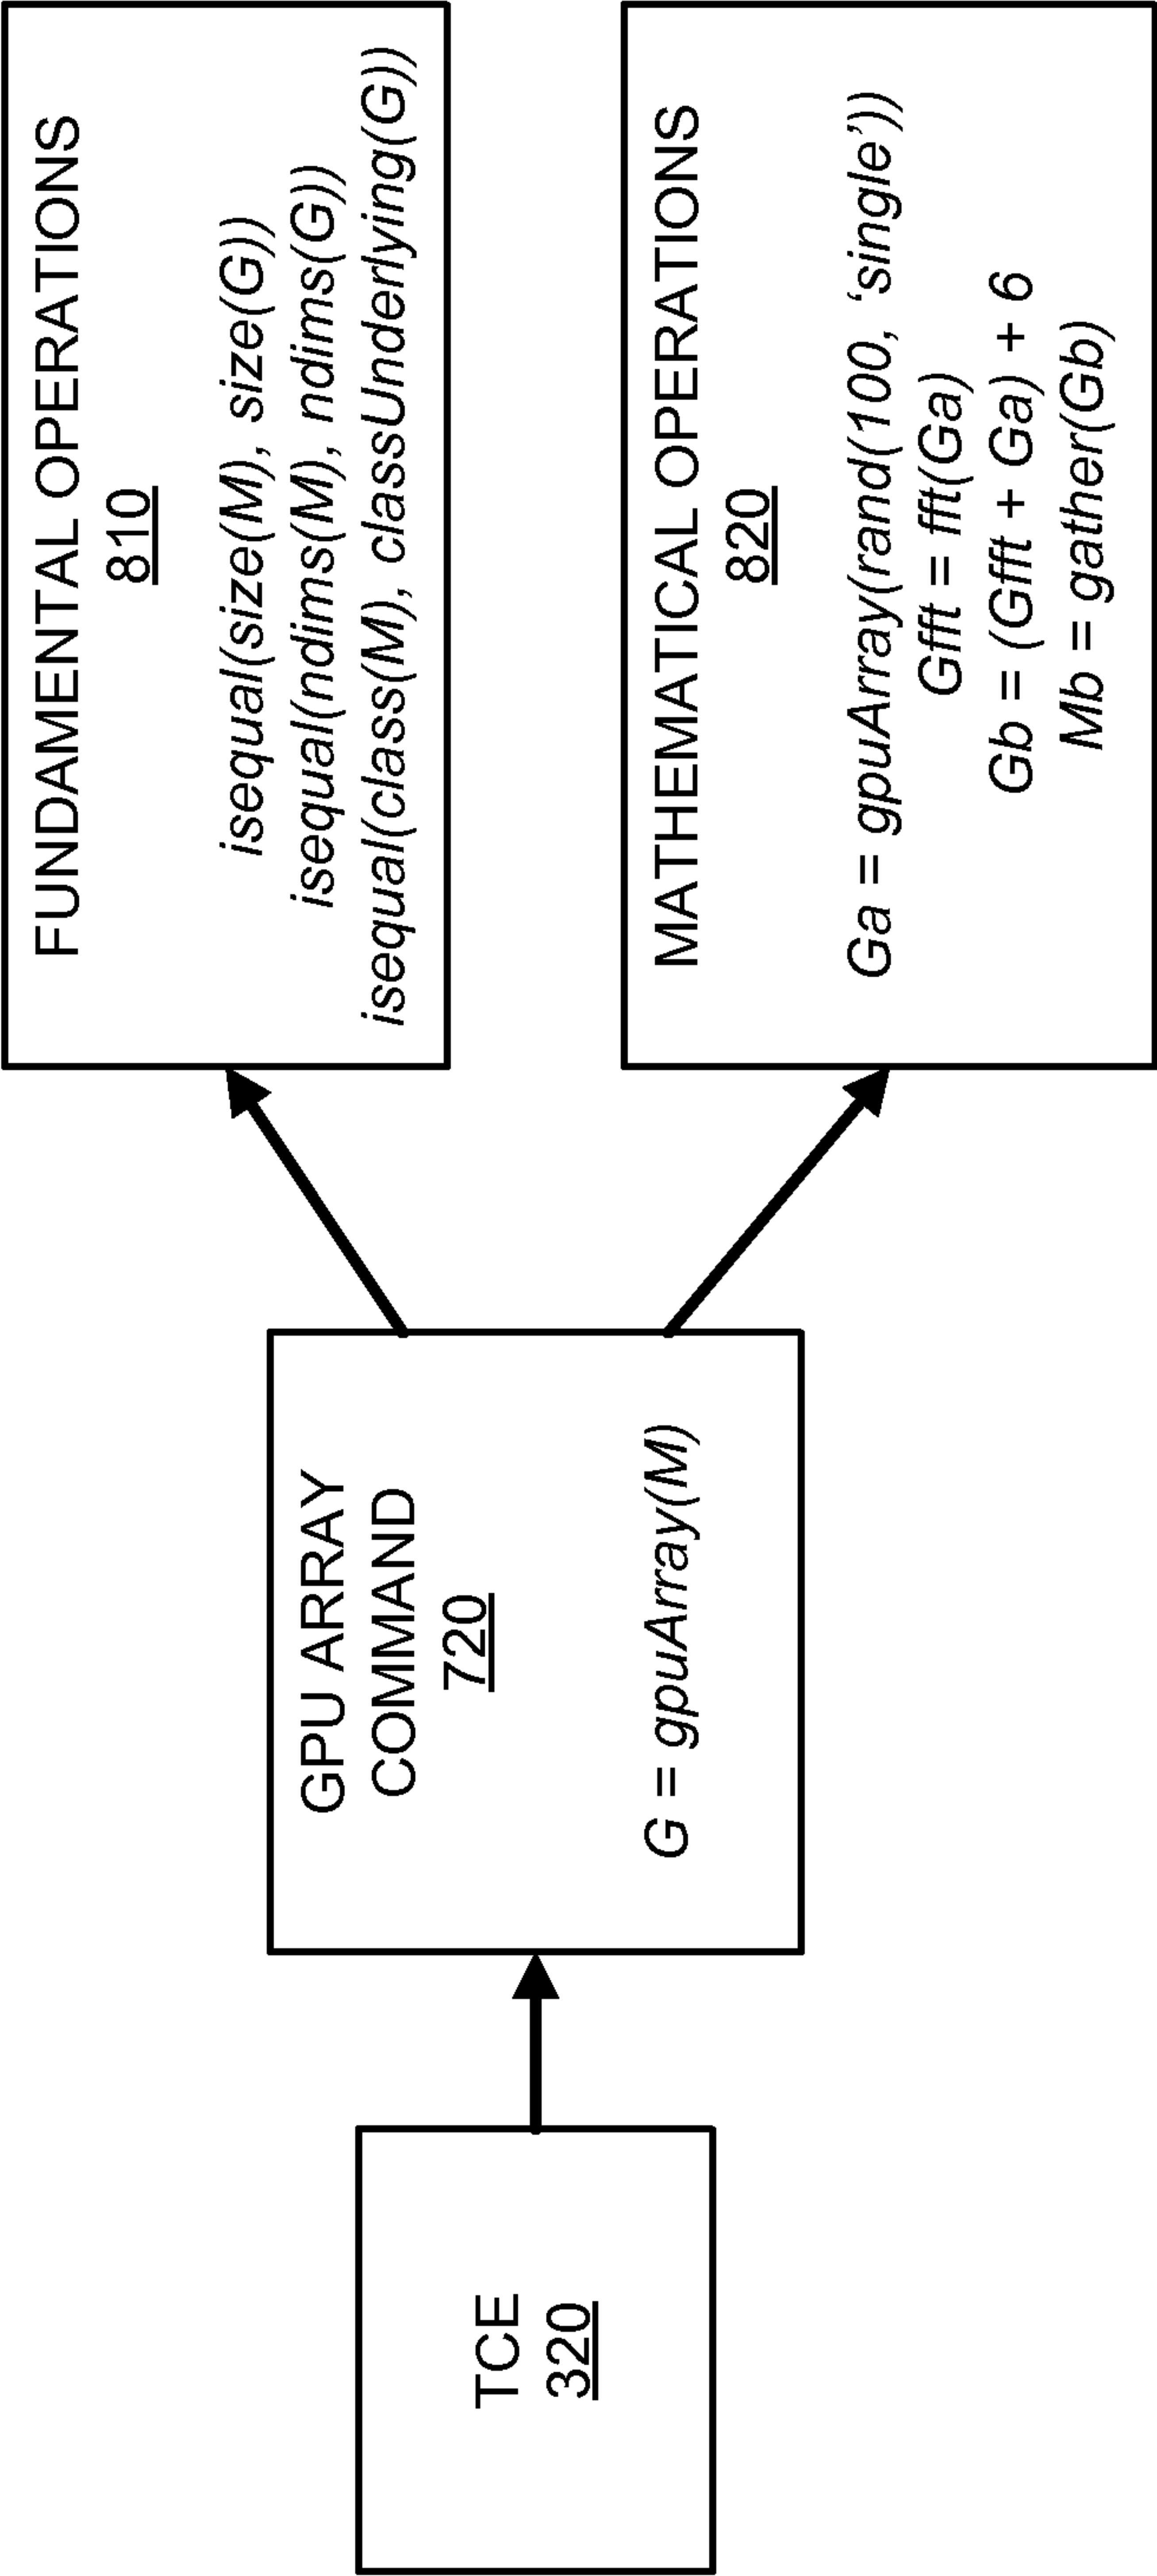 TCE
320
GPU ARRAY
COMMAND
720
G = gpuArray(M)
FUNDAMENTAL OPERATIONS
810
isequal(size(M), size(G))
isequal(ndims(M), ndims(G))
isequal(class(M), classUnderlying(G))
MATHEMATICAL OPERATIONS
820
Ga = gpuArray(rand(100, ‘single’))
Gfft = fft(Ga)
Gb = (Gfft + Ga) + 6
Mb = gather(Gb)